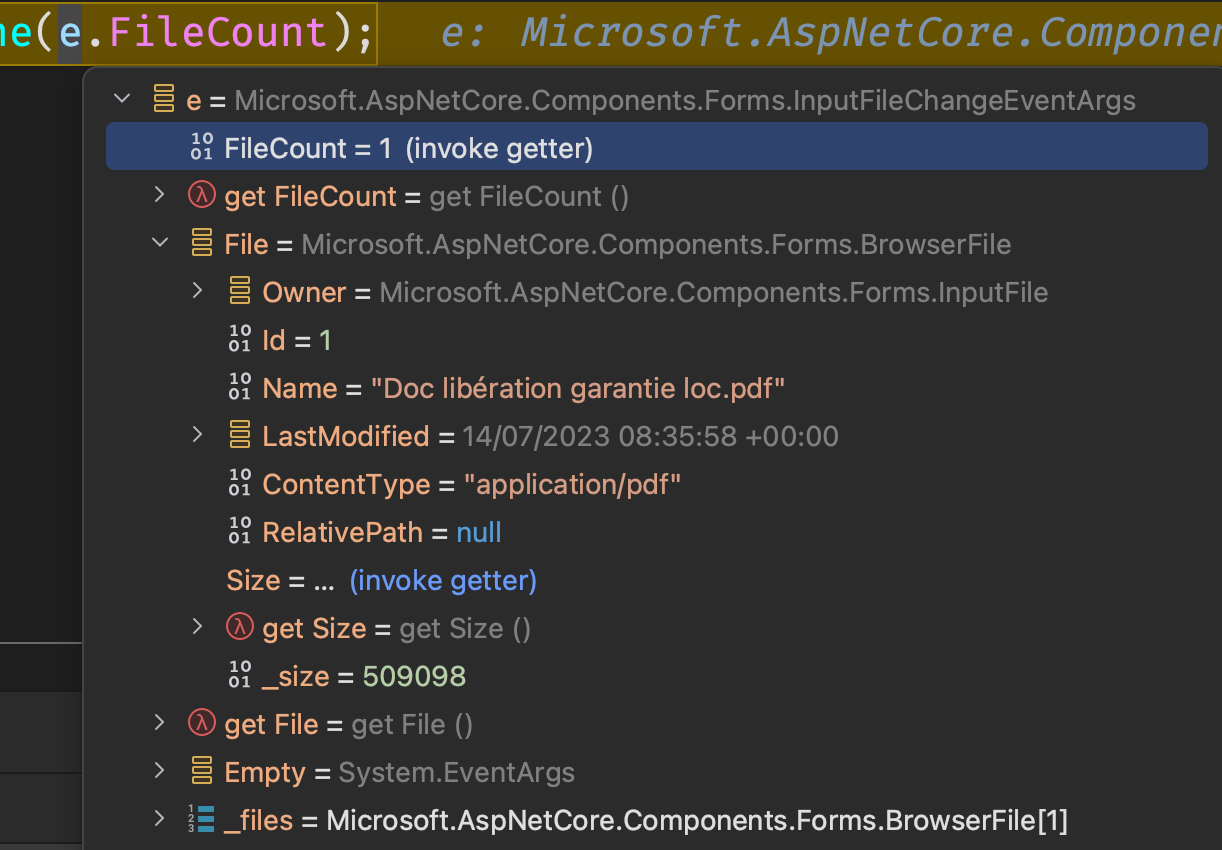 ne(e.FileCount);   e: Microsoft.AspNetCore.Componen
e = Microsoft.AspNetCore.Components.Forms.InputFileChangeEventArgs
FileCount = 1 (invoke getter)
get FileCount = get FileCount ()
File = Microsoft.AspNetCore.Components.Forms.BrowserFile
Owner = Microsoft.AspNetCore.Components.Forms.InputFile
Id = 1
Name = "Doc libération garantie loc.pdf"
LastModified = 14/07/2023 08:35:58 +00:00
ContentType = "application/pdf"
RelativePath = null
Size = ... (invoke getter)
get Size = get Size ()
_size = 509098
get File = get File ()
Empty = System.EventArgs
_files = Microsoft.AspNetCore.Components.Forms.BrowserFile[1]